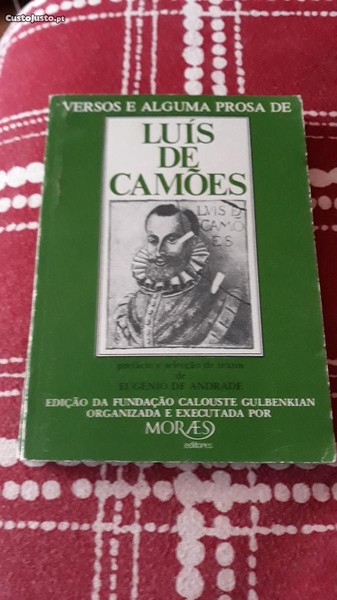 CustoJusto.pt
VERSOS E ALGUMA PROSA DE
LUÍS
DE
CAMÕES
LVIS D
CAMO
ES
prefácio e selecção de textos
de
EUGÉNIO DE ANDRADE
EDIÇÃO DA FUNDAÇÃO CALOUSTE GULBENKIAN
ORGANIZADA E EXECUTADA POR
MORÆS
editores